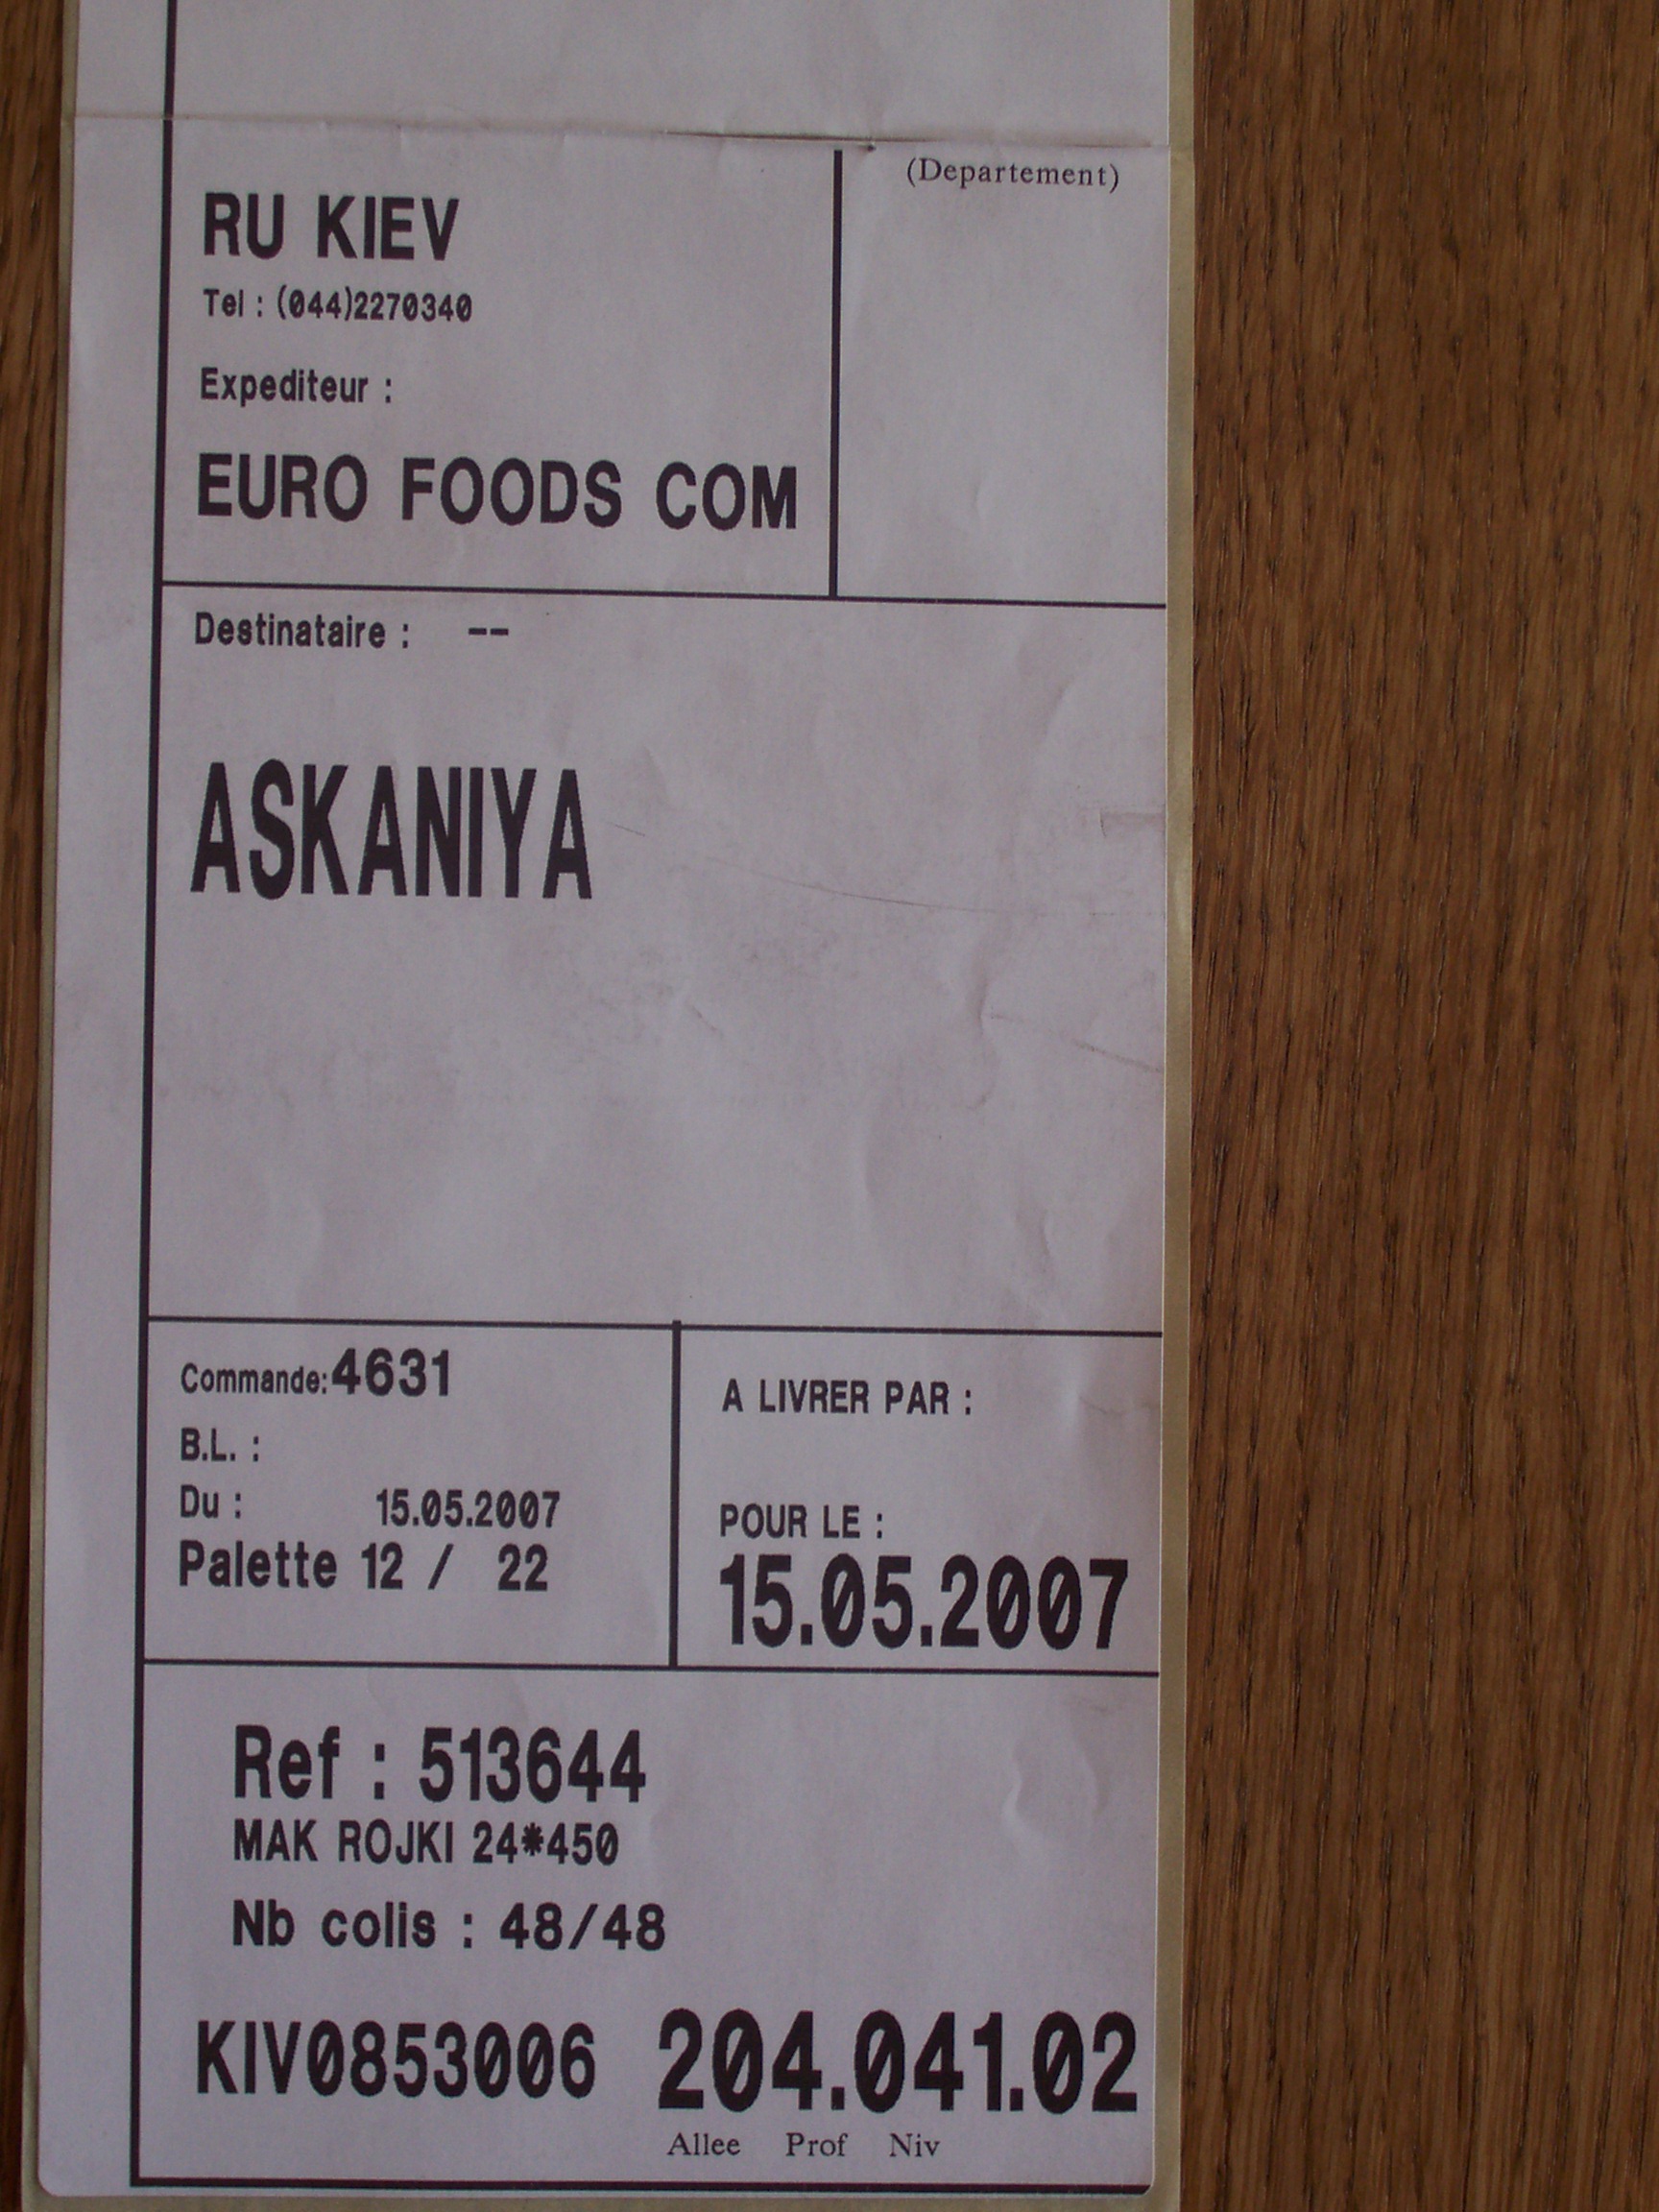 (Departement)
RU KIEV
Tel : (044)2270340
Expediteur :
EURO FOODS COM
Destinataire : --
ASKANIYA
Commande:4631
B.L. :
Du : 15.05.2007
Palette 12 / 22
A LIVRER PAR :
POUR LE :
15.05.2007
Ref : 513644
MAK ROJKI 24*450
Nb colis : 48/48
KIV0853006 204.041.02
Allee Prof Niv